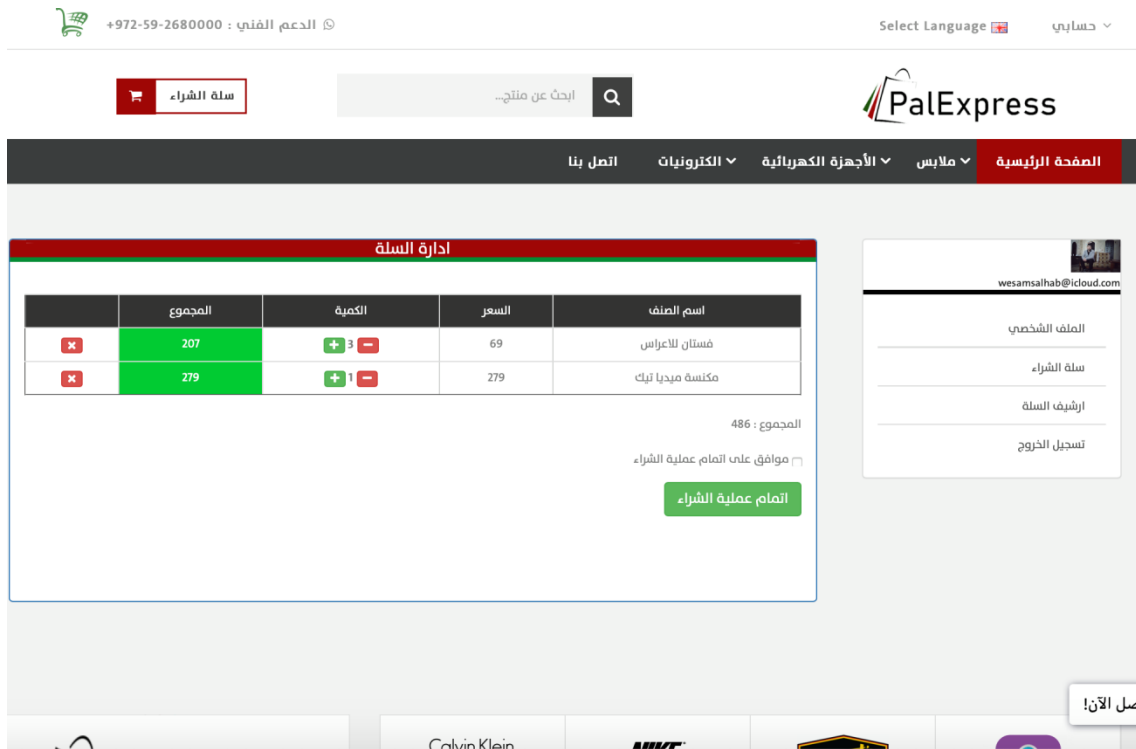 حسابي
Select Language
الدعم الفني : 972-59-2680000+
PalExpress
ابحث عن منتج...
سلة الشراء
الصفحة الرئيسية
ملابس
الأجهزة الكهربائية
الكترونيات
اتصل بنا
wesamsalhab@icloud.com
الملف الشخصي
سلة الشراء
ارشيف السلة
تسجيل الخروج
ادارة السلة
اسم الصنف السعر الكمية المجموع
فستان للاعراس 69 3 207
مكنسة ميديا تيك 279 1 279
المجموع : 486
موافق على اتمام عملية الشراء
اتمام عملية الشراء
الآن!
Calvin Klein
NIKE